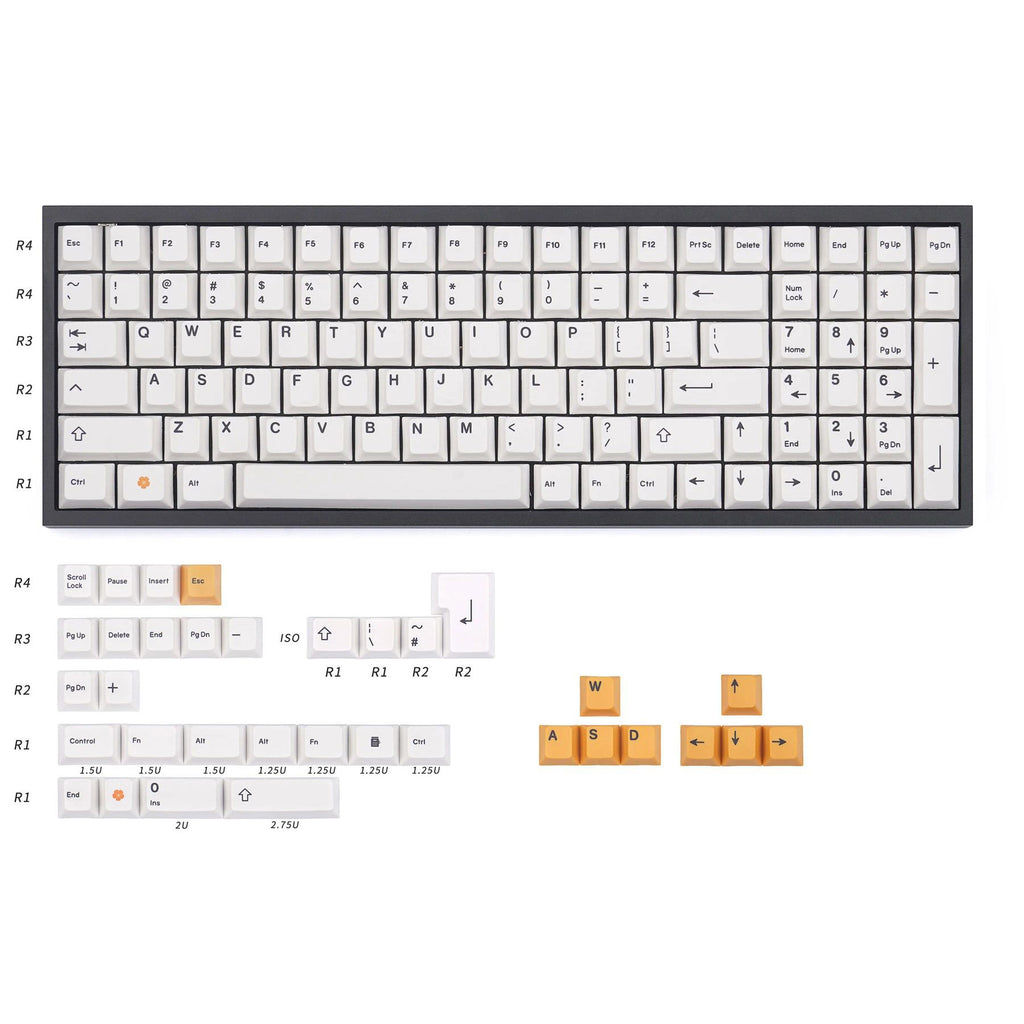 R4 Esc F1 F2 F3 F4 F5 F6 F7 F8 F9 F10 F11 F12 Prt Sc Delete Home End Pg Up Pg Dn
~ ! @ # $ % ^ & * ( ) _ + Num
R4 ` 1 2 3 4 5 6 7 8 9 0 - = ← Lock / * −
R3 Q W E R T Y U I O P { } ¦ 7 8 ↑ 9
[ ] \ Home Pg Up +
R2 ^ A S D F G H J K L : " 4 5 6
; ' ← →
R1 ⇧ Z X C V B N M < > ? ⇧ ↑ 1 2 ↓ 3
, . / End Pg Dn
R1 Ctrl Alt Alt Fn Ctrl ← ↓ → 0 .
Ins Del
R4 Scroll Pause Insert Esc
Lock
R3 Pg Up Delete End Pg Dn −
ISO ⇧ ¦ ~
\ #
R1 R1 R2 R2
R2 Pg Dn +
W ↑
A S D ← ↓ →
R1 Control Fn Alt Alt Fn Ctrl
1.5U 1.5U 1.5U 1.25U 1.25U 1.25U 1.25U
R1 End 0 ⇧
Ins
2U 2.75U